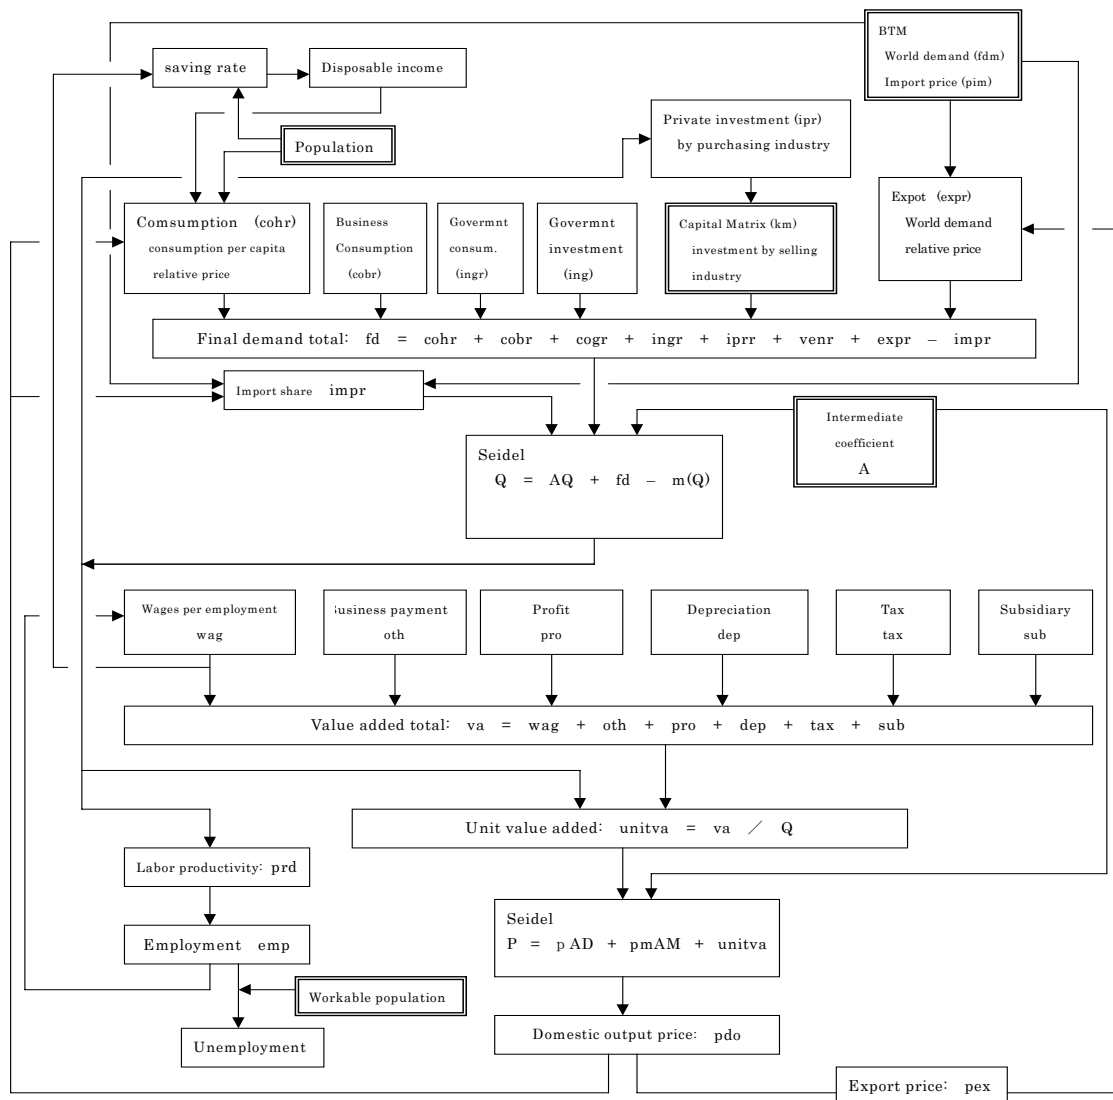 BTM
World demand (fdm)
Import price (pim)
saving rate
Disposable income
Population
Private investment (ipr)
by purchasing industry
Comsumption (cohr)
consumption per capita
relative price
Business
Consumption
(cobr)
Govermnt
consum.
(ingr)
Govermnt
investment
(ing)
Capital Matrix (km)
investment by selling
industry
Expot (expr)
World demand
relative price
Final demand total: fd = cohr + cobr + cogr + ingr + iprr + venr + expr – impr
Import share impr
Intermediate
coefficient
A
Seidel
Q = AQ + fd – m(Q)
Wages per employment
wag
usiness payment
oth
Profit
pro
Depreciation
dep
Tax
tax
Subsidiary
sub
Value added total: va = wag + oth + pro + dep + tax + sub
Unit value added: unitva = va ／ Q
Labor productivity: prd
Employment emp
Workable population
Unemployment
Seidel
P = p AD + pmAM + unitva
Domestic output price: pdo
Export price: pex